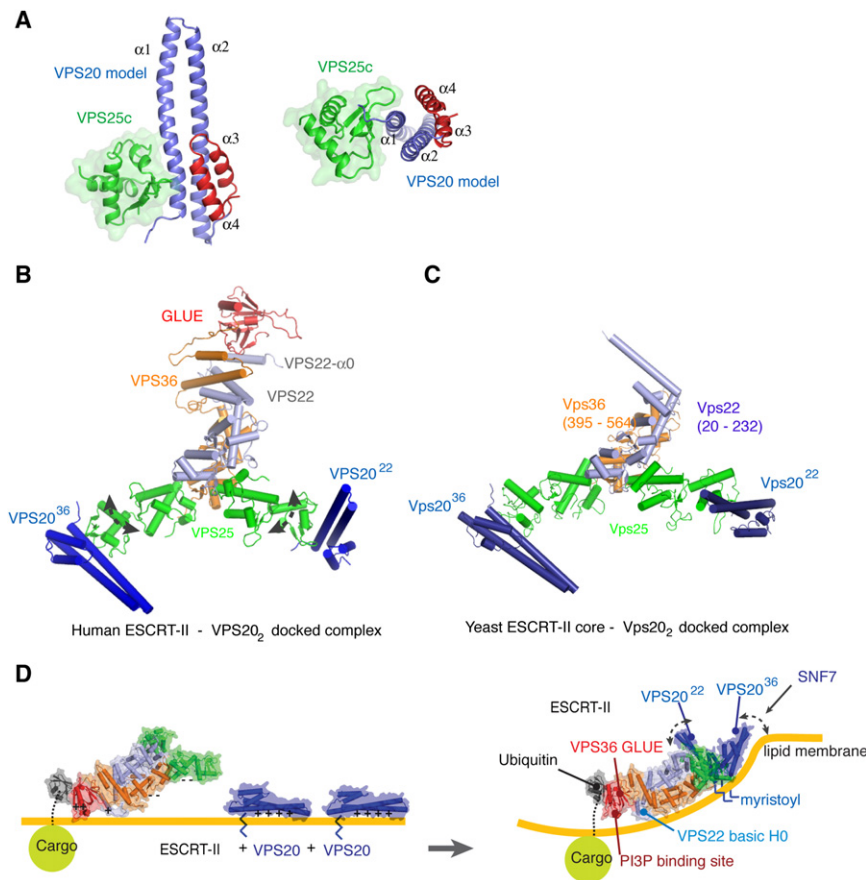 A
α1
α2
VPS20 model
VPS25c
α3
α4
α4
α3
α1
α2
VPS20 model
B
GLUE
VPS22-α0
VPS36
VPS22
VPS20²²
VPS20³⁶
VPS25
Human ESCRT-II - VPS20₂ docked complex
C
Vps36
(395 - 564)
Vps22
(20 - 232)
Vps20³⁶
Vps20²²
Vps25
Yeast ESCRT-II core - Vps20₂ docked complex
D
++
+
--
--
Cargo
++++
++++
ESCRT-II + VPS20 + VPS20
VPS20²²
VPS20³⁶
SNF7
ESCRT-II
lipid membrane
Ubiquitin
VPS36 GLUE
myristoyl
VPS22 basic H0
Cargo
PI3P binding site